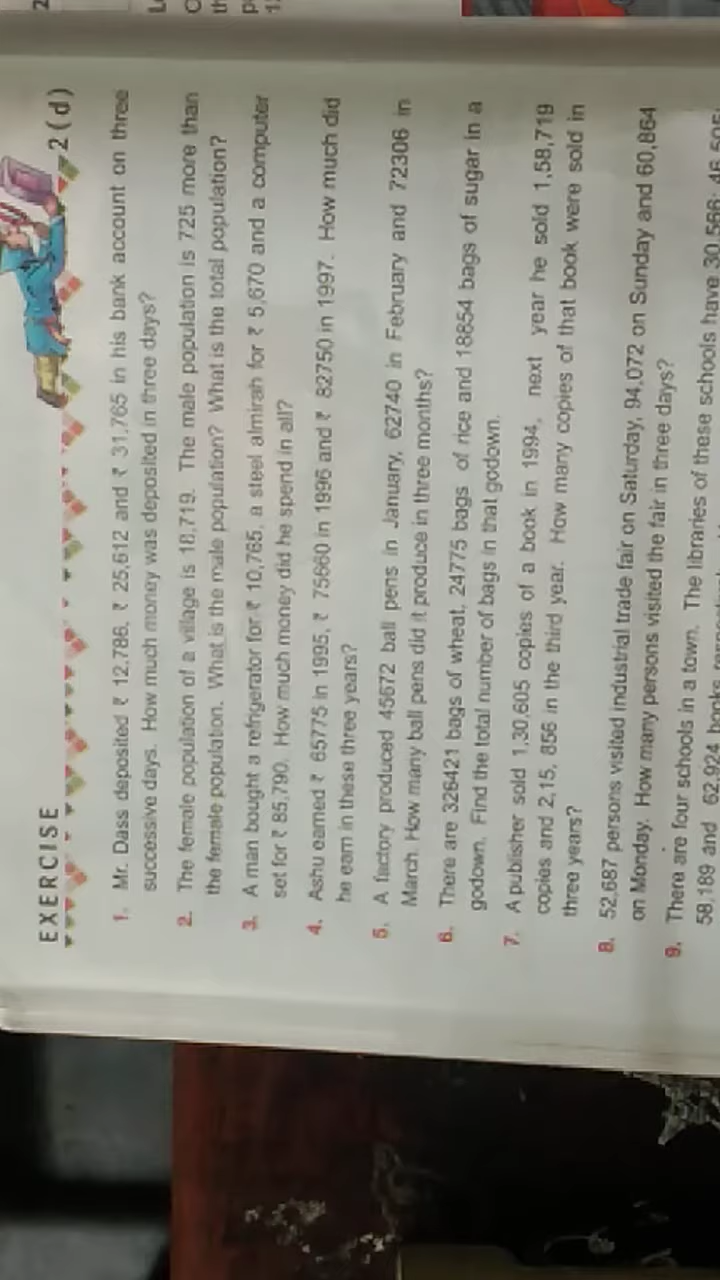 EXERCISE
2(d)
1. Mr. Dass deposited ₹ 12,786, ₹ 25,612 and ₹ 31,765 in his bank account on three
successive days. How much money was deposited in three days?
2. The female population of a village is 18,719. The male population is 725 more than
the female population. What is the male population? What is the total population?
3. A man bought a refrigerator for ₹ 10,765, a steel almirah for ₹ 5,670 and a computer
set for ₹ 85,790. How much money did he spend in all?
4. Ashu earned ₹ 65775 in 1995, ₹ 75660 in 1996 and ₹ 82750 in 1997. How much did
he earn in these three years?
5. A factory produced 45672 ball pens in January, 62740 in February and 72306 in
March. How many ball pens did it produce in three months?
6. There are 326421 bags of wheat, 24775 bags of rice and 18654 bags of sugar in a
godown. Find the total number of bags in that godown.
7. A publisher sold 1,30,605 copies of a book in 1994, next year he sold 1,58,719
copies and 2,15, 856 in the third year. How many copies of that book were sold in
three years?
8. 52,687 persons visited industrial trade fair on Saturday, 94,072 on Sunday and 60,864
on Monday. How many persons visited the fair in three days?
9. There are four schools in a town. The libraries of these schools have 30,566; 46,505;
58,189 and 62,924 books